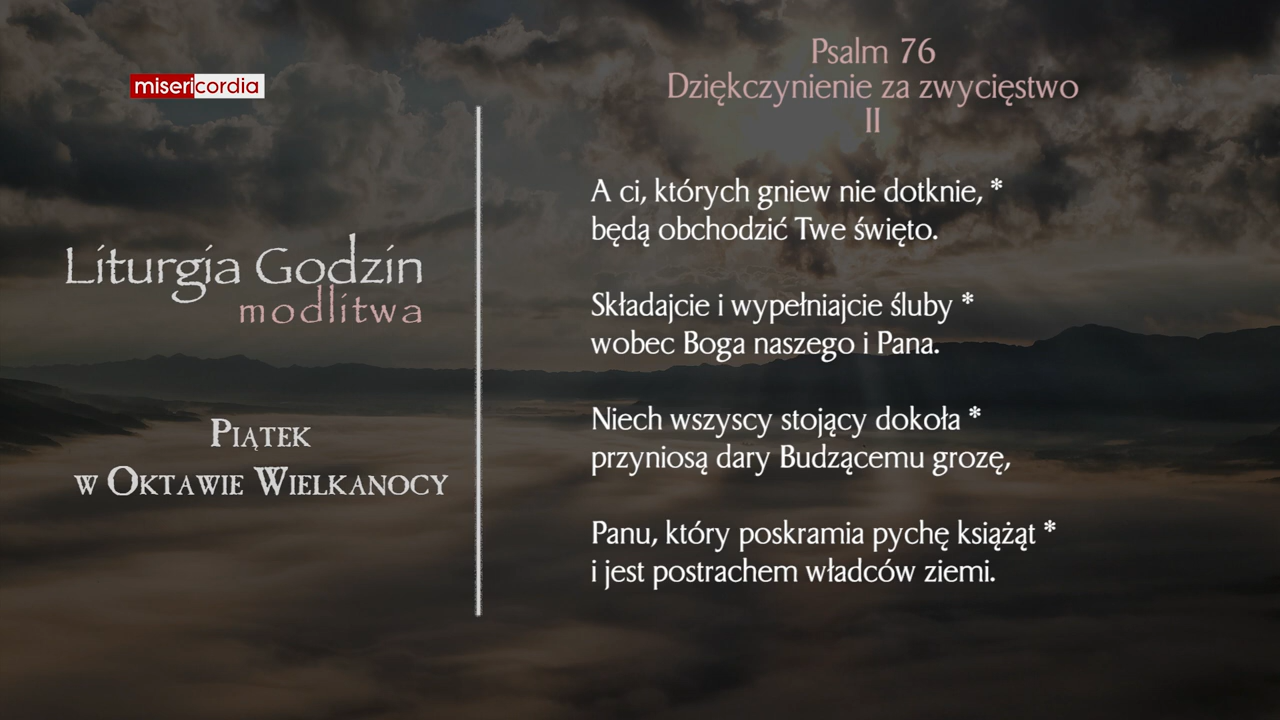 misericordia
Liturgia Godzin
modlitwa
Piątek
w Oktawie Wielkanocy
Psalm 76
Dziękczynienie za zwycięstwo
II
A ci, których gniew nie dotknie, *
będą obchodzić Twe święto.
Składajcie i wypełniajcie śluby *
wobec Boga naszego i Pana.
Niech wszyscy stojący dokoła *
przyniosą dary Budzącemu grozę,
Panu, który poskramia pychę książąt *
i jest postrachem władców ziemi.